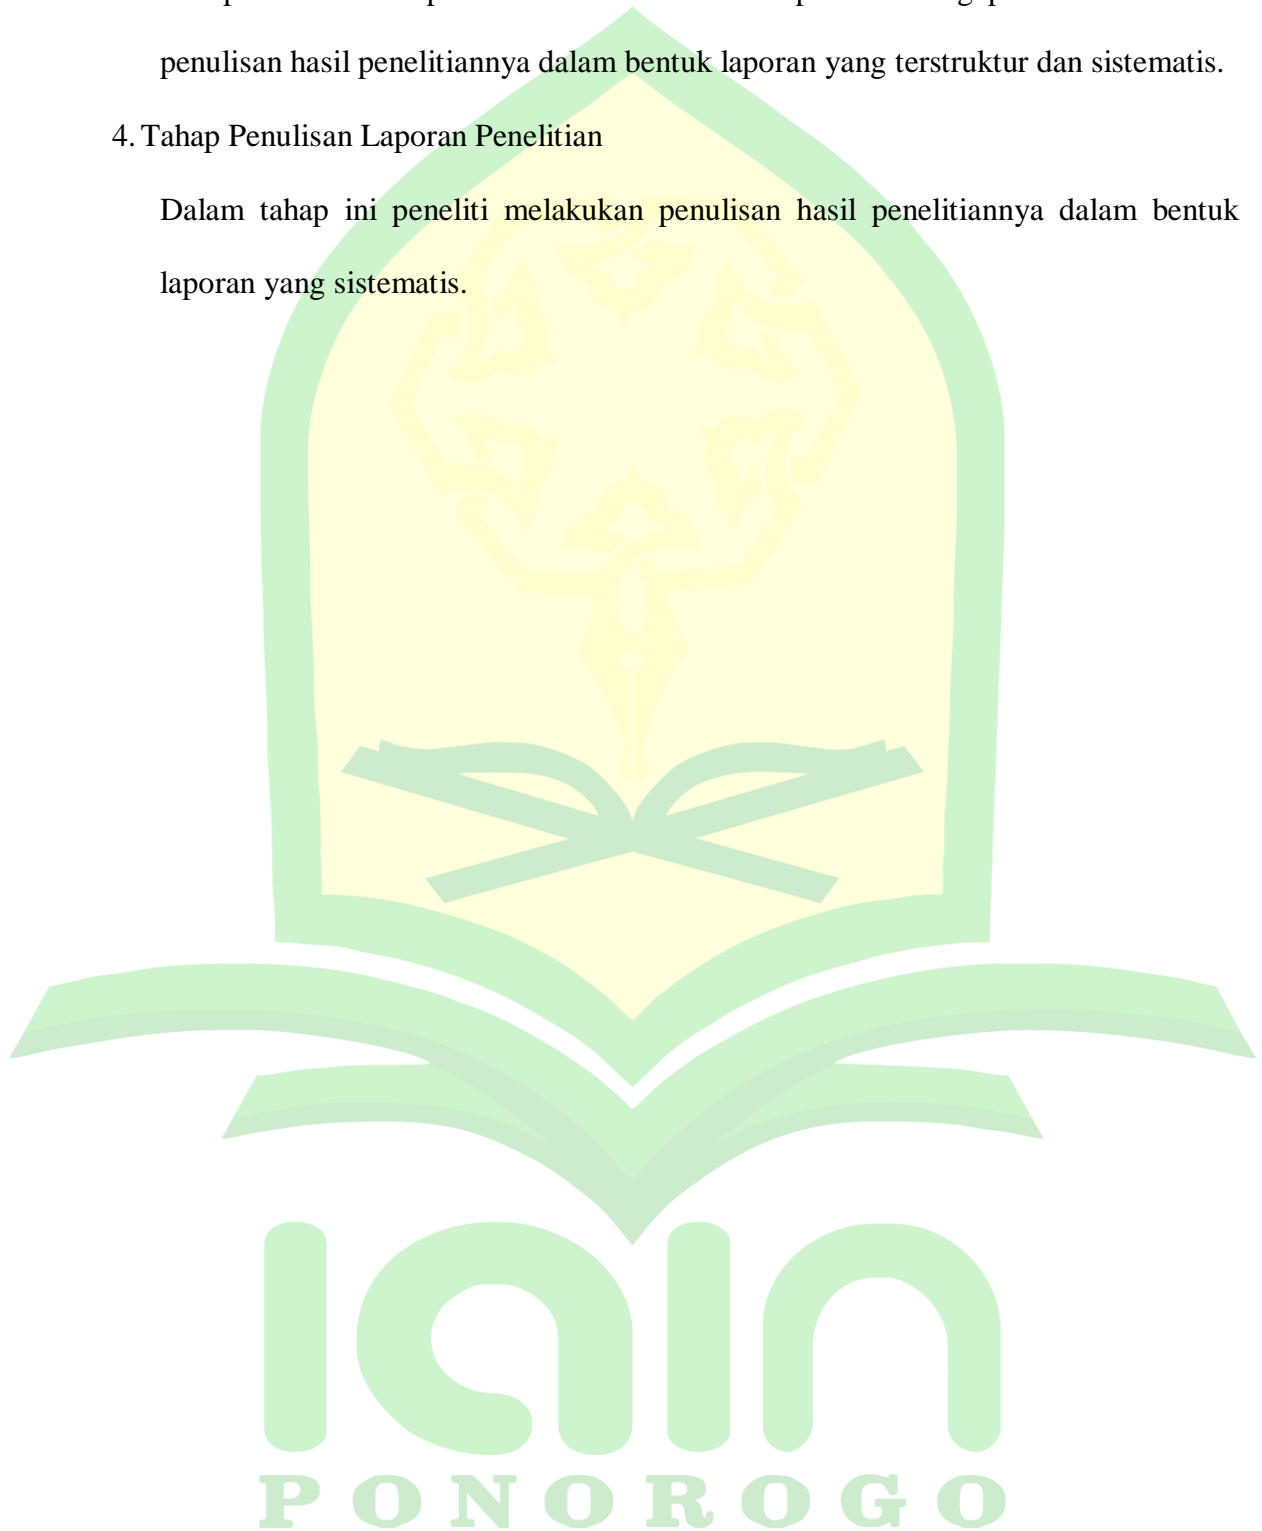 penulisan hasil penelitiannya dalam bentuk laporan yang terstruktur dan sistematis.
4. Tahap Penulisan Laporan Penelitian
Dalam tahap ini peneliti melakukan penulisan hasil penelitiannya dalam bentuk
laporan yang sistematis.
iain
PONOROGO